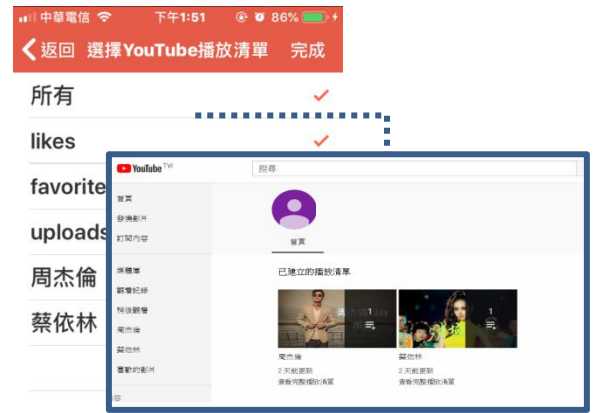 中華電信 下午1:51 86%
返回 選擇YouTube播放清單 完成
所有
likes
favorite
uploads
周杰倫
蔡依林
YouTube TW
搜尋
首頁
發燒影片
訂閱內容
媒體庫
觀看記錄
稍後觀看
周杰倫
蔡依林
喜歡的影片
首頁
已建立的播放清單
1
1
周杰倫
2 天前更新
查看完整播放清單
蔡依林
2 天前更新
查看完整播放清單